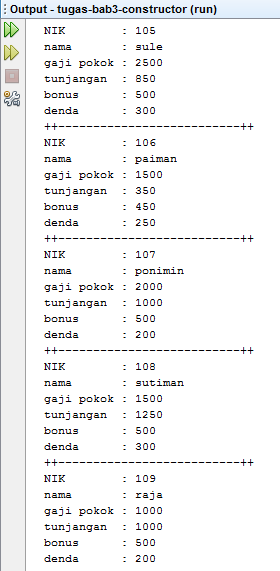 Output - tugas-bab3-constructor (run)
NIK : 105
nama : sule
gaji pokok : 2500
tunjangan : 850
bonus : 500
denda : 300
++--------------------------++
NIK : 106
nama : paiman
gaji pokok : 1500
tunjangan : 350
bonus : 450
denda : 250
++--------------------------++
NIK : 107
nama : ponimin
gaji pokok : 2000
tunjangan : 1000
bonus : 500
denda : 200
++--------------------------++
NIK : 108
nama : sutiman
gaji pokok : 1500
tunjangan : 1250
bonus : 500
denda : 300
++--------------------------++
NIK : 109
nama : raja
gaji pokok : 1000
tunjangan : 1000
bonus : 500
denda : 200